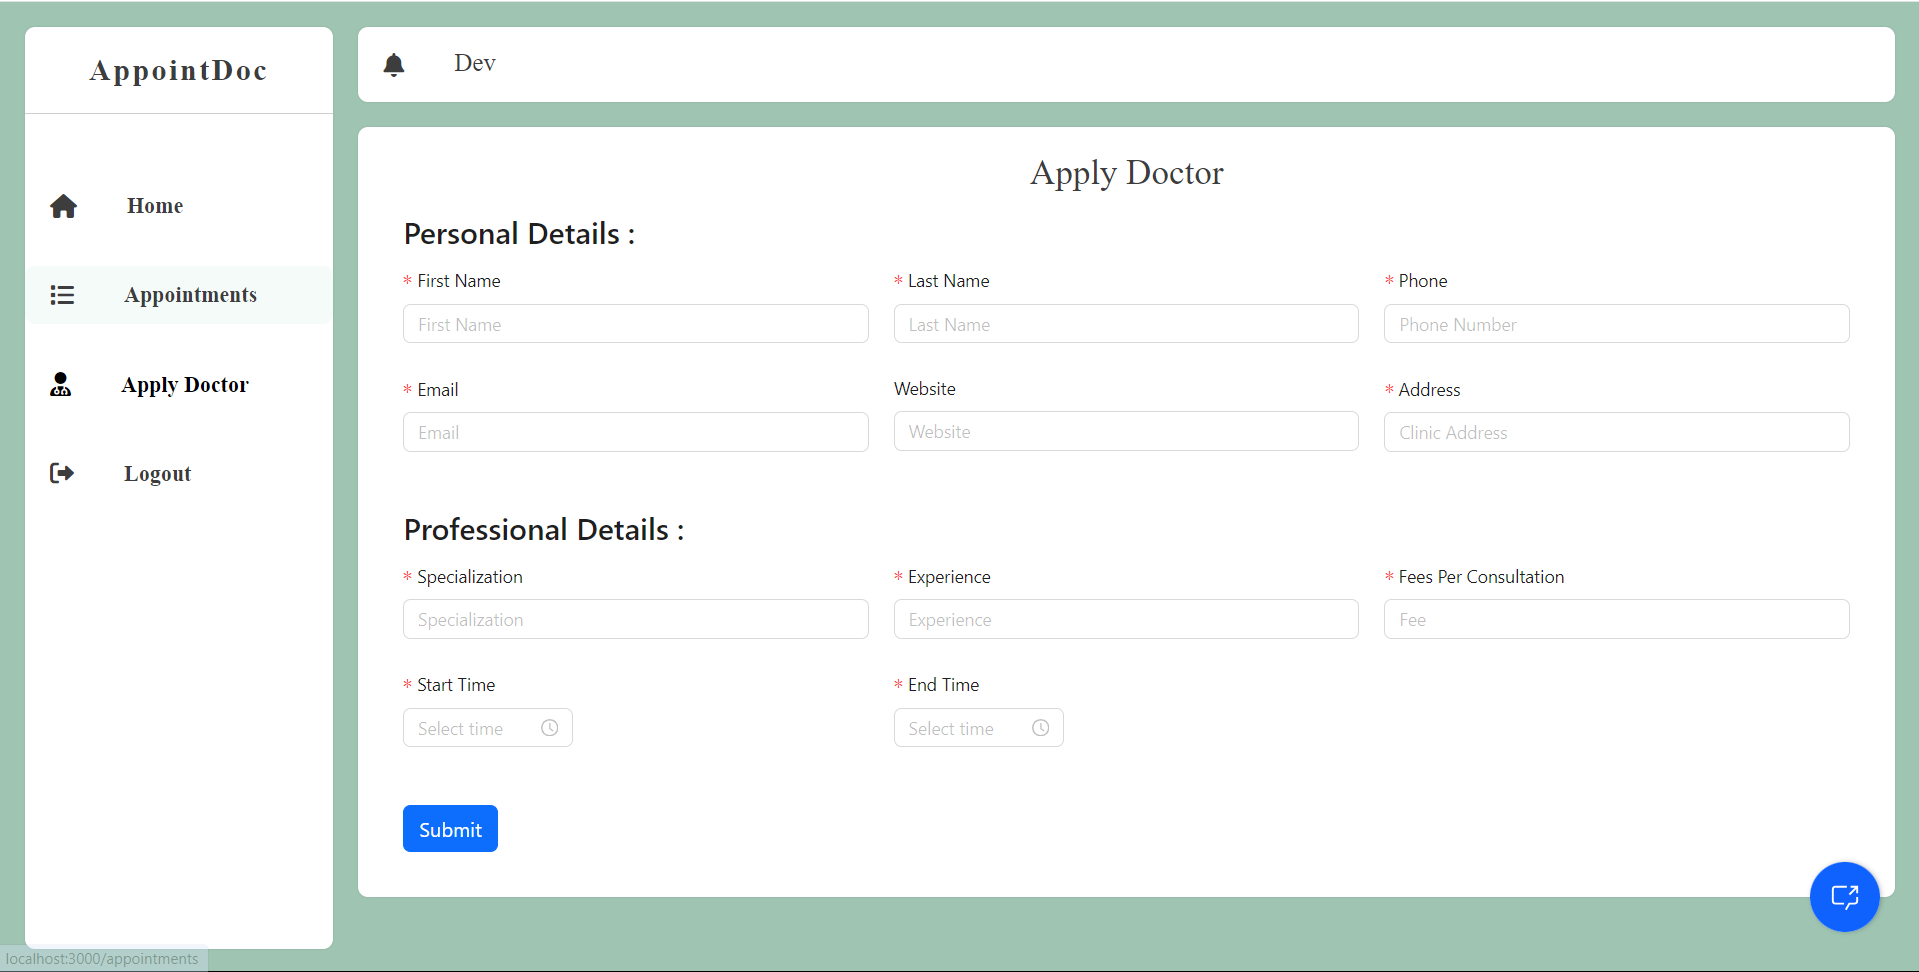 AppointDoc
Dev
Home
Appointments
Apply Doctor
Logout
Apply Doctor
Personal Details :
* First Name * Last Name * Phone
First Name Last Name Phone Number
* Email Website * Address
Email Website Clinic Address
Professional Details :
* Specialization * Experience * Fees Per Consultation
Specialization Experience Fee
* Start Time * End Time
Select time Select time
Submit
localhost:3000/appointments